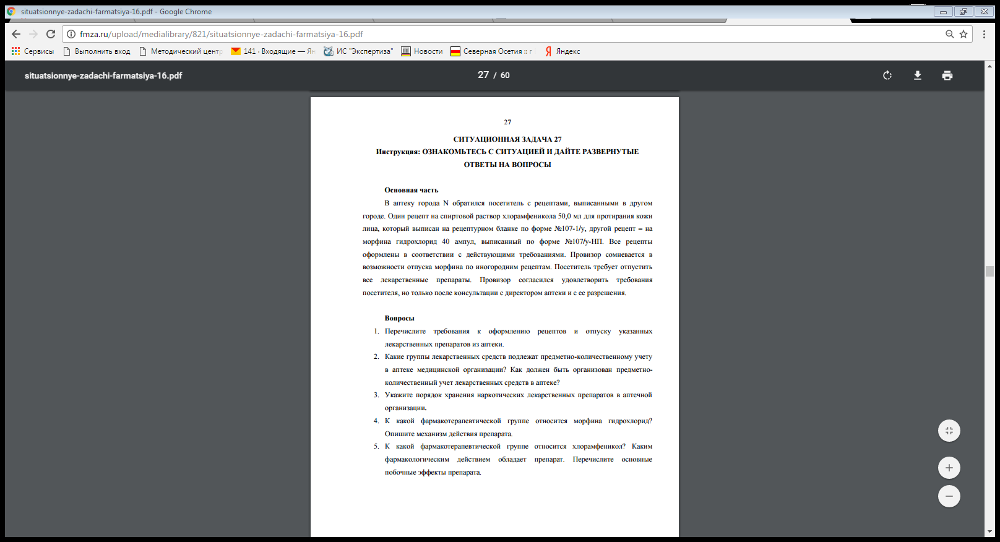 situatsionnye-zadachi-farmatsiya-16.pdf - Google Chrome
fmza.ru/upload/medialibrary/821/situatsionnye-zadachi-farmatsiya-16.pdf
Сервисы Выполнить вход Методический центр 141 · Входящие — Ян ИС "Экспертиза" Новости Северная Осетия :: г Яндекс
situatsionnye-zadachi-farmatsiya-16.pdf 27 / 60
27
СИТУАЦИОННАЯ ЗАДАЧА 27
Инструкция: ОЗНАКОМЬТЕСЬ С СИТУАЦИЕЙ И ДАЙТЕ РАЗВЕРНУТЫЕ
ОТВЕТЫ НА ВОПРОСЫ
Основная часть
В аптеку города N обратился посетитель с рецептами, выписанными в другом
городе. Один рецепт на спиртовой раствор хлорамфеникола 50,0 мл для протирания кожи
лица, который выписан на рецептурном бланке по форме №107-1/у, другой рецепт – на
морфина гидрохлорид 40 ампул, выписанный по форме №107/у-НП. Все рецепты
оформлены в соответствии с действующими требованиями. Провизор сомневается в
возможности отпуска морфина по иногородним рецептам. Посетитель требует отпустить
все лекарственные препараты. Провизор согласился удовлетворить требования
посетителя, но только после консультации с директором аптеки и с ее разрешения.
Вопросы
1. Перечислите требования к оформлению рецептов и отпуску указанных
лекарственных препаратов из аптеки.
2. Какие группы лекарственных средств подлежат предметно-количественному учету
в аптеке медицинской организации? Как должен быть организован предметно-
количественный учет лекарственных средств в аптеке?
3. Укажите порядок хранения наркотических лекарственных препаратов в аптечной
организации.
4. К какой фармакотерапевтической группе относится морфина гидрохлорид?
Опишите механизм действия препарата.
5. К какой фармакотерапевтической группе относится хлорамфеникол? Каким
фармакологическим действием обладает препарат. Перечислите основные
побочные эффекты препарата.